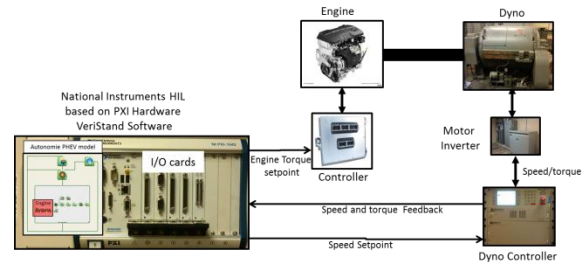 Engine
Dyno
National Instruments HIL
based on PXI Hardware
VeriStand Software
Autonomie PHEV model
I/O cards
Engine
Engine Torque
setpoint
Controller
Motor
Inverter
Speed/torque
Speed and torque Feedback
Speed Setpoint
Dyno Controller
PXI